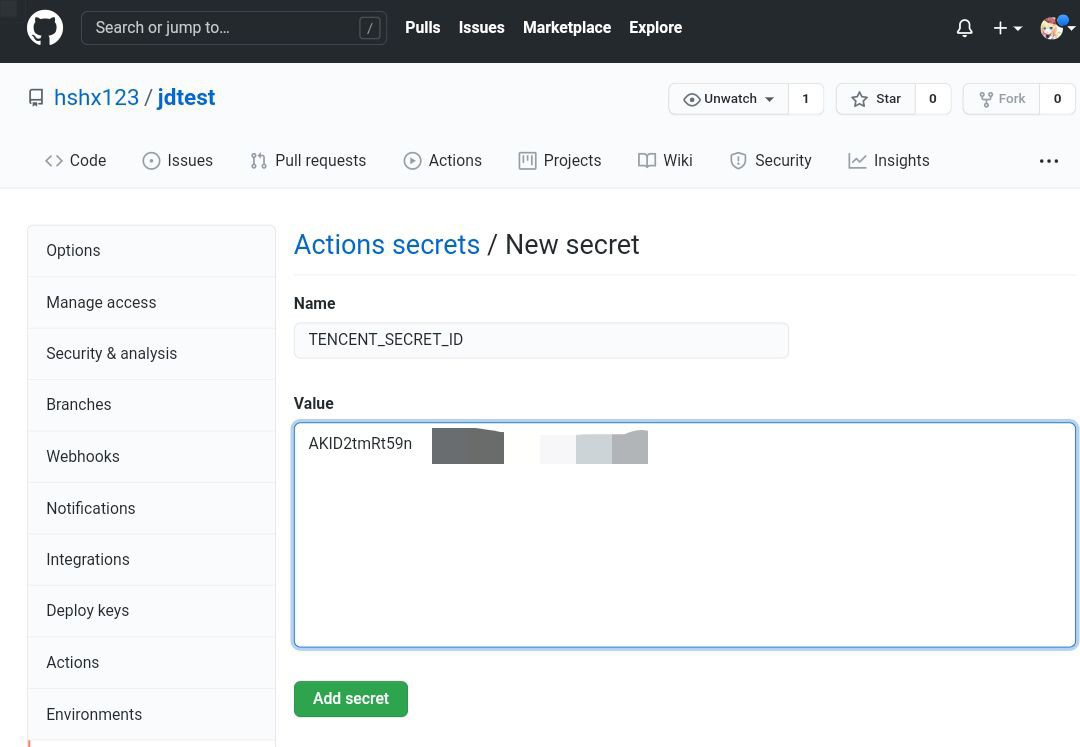 Search or jump to… /
Pulls Issues Marketplace Explore
hshx123 / jdtest
Unwatch 1 Star 0 Fork 0
Code Issues Pull requests Actions Projects Wiki Security Insights
Options
Manage access
Security & analysis
Branches
Webhooks
Notifications
Integrations
Deploy keys
Actions
Environments
Actions secrets / New secret
Name
TENCENT_SECRET_ID
Value
AKID2tmRt59n
Add secret